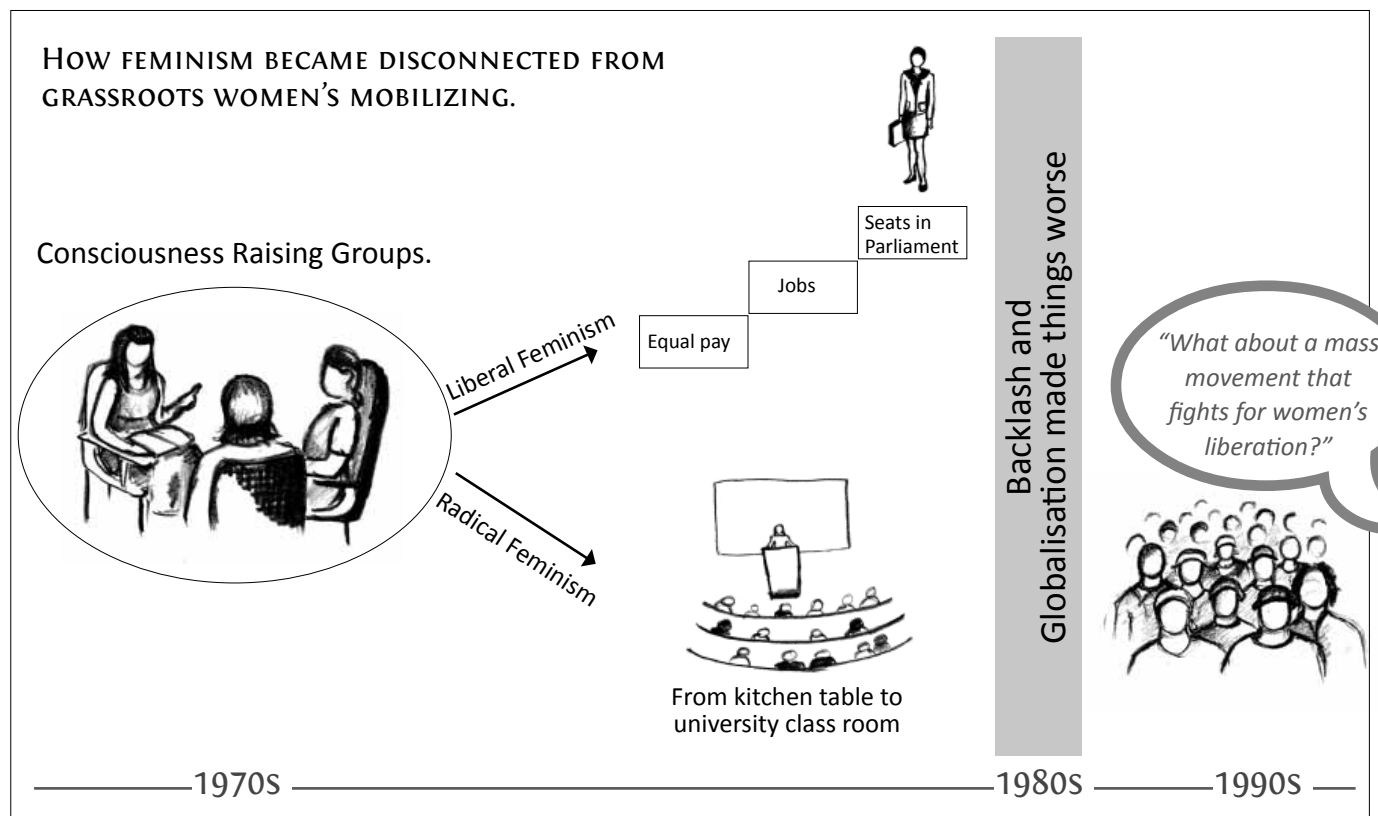 HOW FEMINISM BECAME DISCONNECTED FROM
GRASSROOTS WOMEN'S MOBILIZING.
Consciousness Raising Groups.
Liberal Feminism
Radical Feminism
Equal pay
Jobs
Seats in
Parliament
From kitchen table to
university class room
Backlash and
Globalisation made things worse
“What about a mass
movement that
fights for women’s
liberation?”
1970s
1980s
1990s